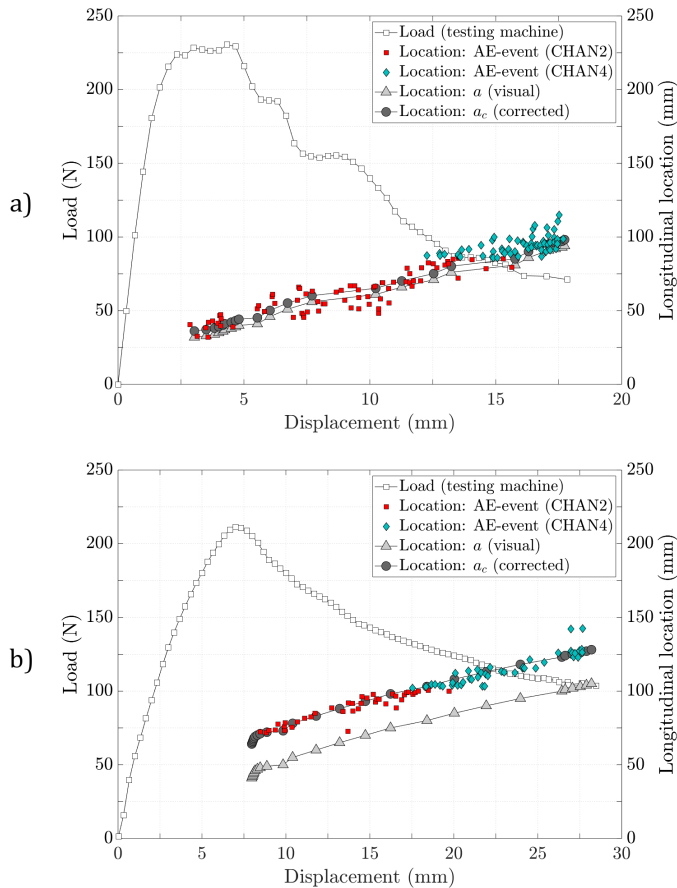 a)
Load (N)
250
200
150
100
50
0
0
5
10
15
20
Displacement (mm)
250
200
150
100
50
0
Longitudinal location (mm)
Load (testing machine)
Location: AE-event (CHAN2)
Location: AE-event (CHAN4)
Location: a (visual)
Location: a_c (corrected)
b)
Load (N)
250
200
150
100
50
0
0
5
10
15
20
25
30
Displacement (mm)
250
200
150
100
50
0
Longitudinal location (mm)
Load (testing machine)
Location: AE-event (CHAN2)
Location: AE-event (CHAN4)
Location: a (visual)
Location: a_c (corrected)